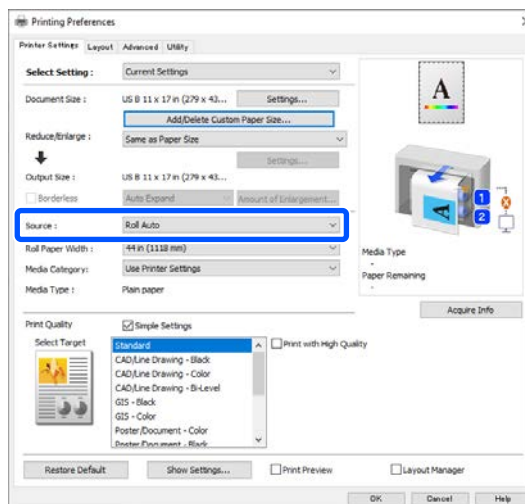 Printing Preferences
Printer Settings Layout Advanced Utility
Select Setting : Current Settings
Document Size : US B 11 x 17 in (279 x 43... Settings...
Add/Delete Custom Paper Size...
Reduce/Enlarge : Same as Paper Size
Settings...
Output Size : US B 11 x 17 in (279 x 43...
Borderless Auto Expand Amount of Enlargement...
Source : Roll Auto
Roll Paper Width : 44 in (1118 mm)
Media Category: Use Printer Settings
Media Type : Plain paper
A
A
1
2
Media Type
-
Paper Remaining
-
Acquire Info
Print Quality Simple Settings
Select Target
Standard
CAD/Line Drawing - Black
CAD/Line Drawing - Color
CAD/Line Drawing - Bi-Level
GIS - Black
GIS - Color
Poster/Document - Color
Poster/Document - Black
Print with High Quality
Restore Default Show Settings... Print Preview Layout Manager
OK Cancel Help